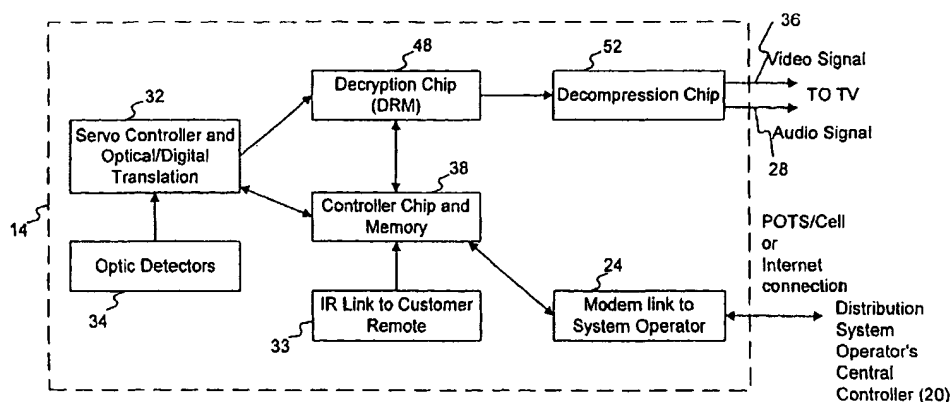 36
48
52
Video Signal
Decryption Chip
(DRM)
Decompression Chip
TO TV
32
Servo Controller and
Optical/Digital
Translation
Audio Signal
28
38
Controller Chip and
Memory
14
Optic Detectors
34
POTS/Cell
or
Internet
connection
24
IR Link to Customer
Remote
33
Modem link to
System Operator
Distribution
System
Operator's
Central
Controller (20)